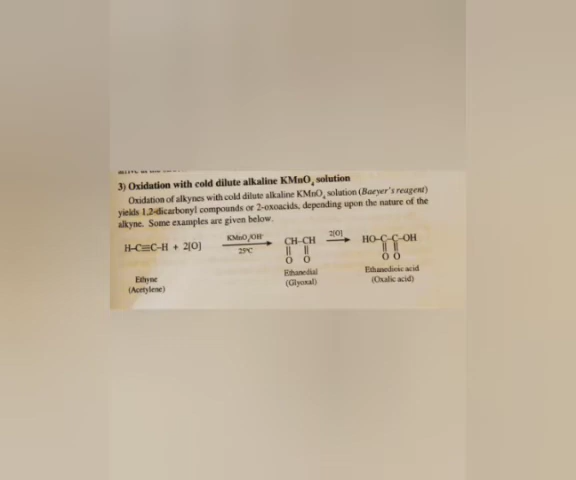 3) Oxidation with cold dilute alkaline KMnO₄ solution
Oxidation of alkynes with cold dilute alkaline KMnO₄ solution (Baeyer's reagent)
yields 1,2-dicarbonyl compounds or 2-oxoacids, depending upon the nature of the
alkyne. Some examples are given below.
H-C≡C-H + 2[O] KMnO₄/OH⁻ 25ºC CH-CH 2[O] HO-C-C-OH
O O O O
Ethyne Ethanedial Ethanedioic acid
(Acetylene) (Glyoxal) (Oxalic acid)